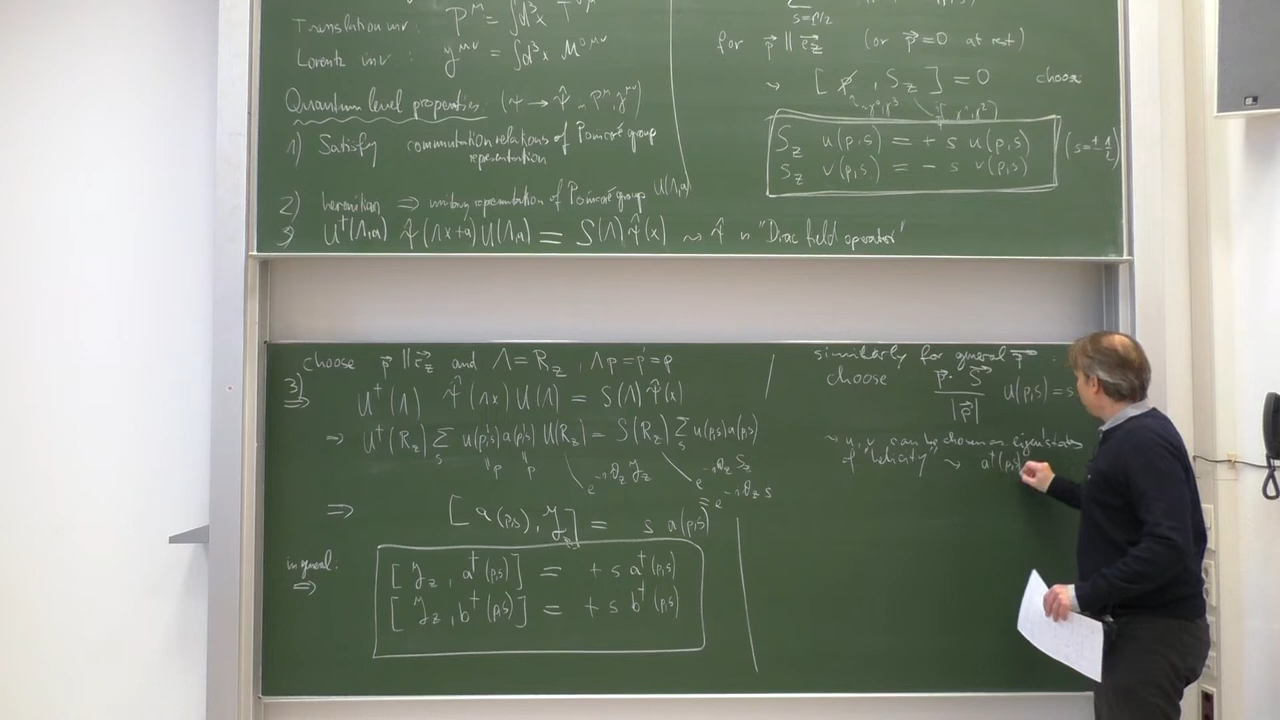 Translation inv: P^μ = ∫d³x T^{0μ}
Lorentz inv: J^{μν} = ∫d³x M^{0μν}
Quantum level properties: (Ψ → Ψ̂ P^μ, J^{μν})
1) Satisfy commutation relations of Poincaré group
representation
2) hermitian ⇒ unitary representation of Poincaré group U(Λ,a)
3) U†(Λ,a) Ψ̂(Λx+a) U(Λ,a) = S(Λ) Ψ̂(x) ⇝ Ψ̂ is "Dirac field operator"
s=±1/2
for p⃗ ∥ e⃗_z (or p⃗=0 at rest)
⇝ [p̸, S_z] = 0 choose
S_z u(p,s) = + s u(p,s)
S_z v(p,s) = - s v(p,s)
(s=±1/2)
choose p⃗ ∥ e⃗_z and Λ=R_z, Λp=p'=p
3) ⇒ U†(Λ) Ψ̂(Λx) U(Λ) = S(Λ) Ψ̂(x)
⇒ U†(R_z) Σ_s u(p',s) a(p',s) U(R_z) = S(R_z) Σ_s u(p,s) a(p,s)
"p "p e^{-iθ_z J_z} e^{-iθ_z S_z}
= e^{-iθ_z s}
⇒ [a(p,s), J_z] = s a(p,s)
in general:
⇒ [J_z, a†(p,s)] = + s a†(p,s)
[J_z, b†(p,s)] = + s b†(p,s)
similarly for general p⃗
choose p⃗·S⃗ / |p⃗| u(p,s) = s
⇝ u, v can be chosen as eigenstates
of "helicity" ⇝ a†(p,s)